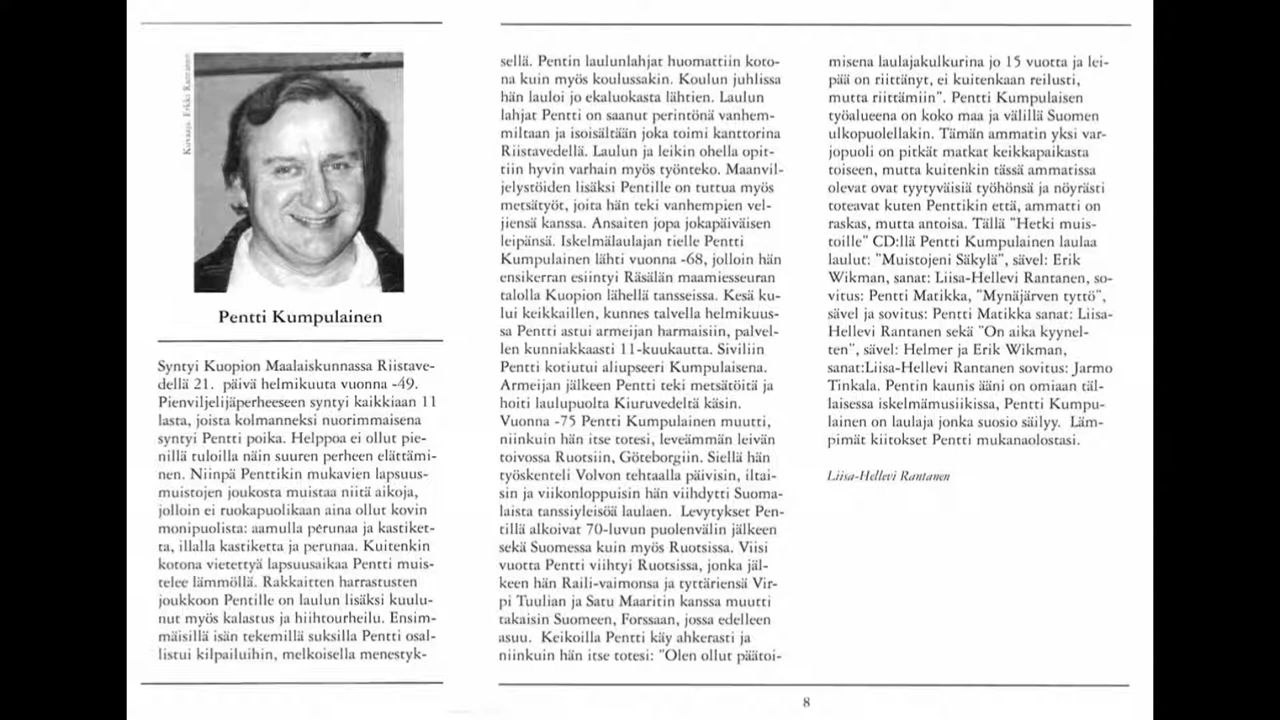 Kuvaaja: Erkki Rantanen
Pentti Kumpulainen
Syntyi Kuopion Maalaiskunnassa Riistave-
dellä 21. päivä helmikuuta vuonna -49.
Pienviljelijäperheeseen syntyi kaikkiaan 11
lasta, joista kolmanneksi nuorimmaisena
syntyi Pentti poika. Helppoa ei ollut pie-
nillä tuloilla näin suuren perheen elättämi-
nen. Niinpä Penttikin mukavien lapsuus-
muistojen joukosta muistaa niitä aikoja,
jolloin ei ruokapuolikaan aina ollut kovin
monipuolista: aamulla perunaa ja kastiket-
ta, illalla kastiketta ja perunaa. Kuitenkin
kotona vietettyä lapsuusaikaa Pentti muis-
telee lämmöllä. Rakkaitten harrastusten
joukkoon Pentille on laulun lisäksi kuulu-
nut myös kalastus ja hiihtourheilu. Ensim-
mäisillä isän tekemillä suksilla Pentti osal-
listui kilpailuihin, melkoisella menestyk-
sellä. Pentin laulunlahjat huomattiin koto-
na kuin myös koulussakin. Koulun juhlissa
hän lauloi jo ekaluokasta lähtien. Laulun
lahjat Pentti on saanut perintönä vanhem-
miltaan ja isoisältään joka toimi kanttorina
Riistavedellä. Laulun ja leikin ohella opit-
tiin hyvin varhain myös työnteko. Maanvil-
jelystöiden lisäksi Pentille on tuttua myös
metsätyöt, joita hän teki vanhempien vel-
jiensä kanssa. Ansaiten jopa jokapäiväisen
leipänsä. Iskelmälaulajan tielle Pentti
Kumpulainen lähti vuonna -68, jolloin hän
ensikerran esiintyi Räsälän maamiesseuran
talolla Kuopion lähellä tansseissa. Kesä ku-
lui keikkaillen, kunnes talvella helmikuus-
sa Pentti astui armeijan harmaisiin, palvel-
len kunniakkaasti 11-kuukautta. Siviliin
Pentti kotiutui aliupseeri Kumpulaisena.
Armeijan jälkeen Pentti teki metsätöitä ja
hoiti laulupuolta Kiuruvedeltä käsin.
Vuonna -75 Pentti Kumpulainen muutti,
niinkuin hän itse totesi, leveämmän leivän
toivossa Ruotsiin, Göteborgiin. Siellä hän
työskenteli Volvon tehtaalla päivisin, iltai-
sin ja viikonloppuisin hän viihdytti Suoma-
laista tanssiyleisöä laulaen. Levytykset Pen-
tillä alkoivat 70-luvun puolenvälin jälkeen
sekä Suomessa kuin myös Ruotsissa. Viisi
vuotta Pentti viihtyi Ruotsissa, jonka jäl-
keen hän Raili-vaimonsa ja tyttäriensä Vir-
pi Tuulian ja Satu Maaritin kanssa muutti
takaisin Suomeen, Forssaan, jossa edelleen
asuu. Keikoilla Pentti käy ahkerasti ja
niinkuin hän itse totesi: "Olen ollut päätoi-
misena laulajakulkurina jo 15 vuotta ja lei-
pää on riittänyt, ei kuitenkaan reilusti,
mutta riittämiin". Pentti Kumpulaisen
työalueena on koko maa ja välillä Suomen
ulkopuolellakin. Tämän ammatin yksi var-
jopuoli on pitkät matkat keikkapaikasta
toiseen, mutta kuitenkin tässä ammatissa
olevat ovat tyytyväisiä työhönsä ja nöyrästi
toteavat kuten Penttikin että, ammatti on
raskas, mutta antoisa. Tällä "Hetki muis-
toille" CD:llä Pentti Kumpulainen laulaa
laulut: "Muistojeni Säkylä", sävel: Erik
Wikman, sanat: Liisa-Hellevi Rantanen, so-
vitus: Pentti Matikka, "Mynäjärven tyttö",
sävel ja sovitus: Pentti Matikka sanat: Liisa-
Hellevi Rantanen sekä "On aika kyynel-
ten", sävel: Helmer ja Erik Wikman,
sanat:Liisa-Hellevi Rantanen sovitus: Jarmo
Tinkala. Pentin kaunis ääni on omiaan täl-
laisessa iskelmämusiikissa, Pentti Kumpu-
lainen on laulaja jonka suosio säilyy. Läm-
pimät kiitokset Pentti mukanaolostasi.
Liisa-Hellevi Rantanen
8